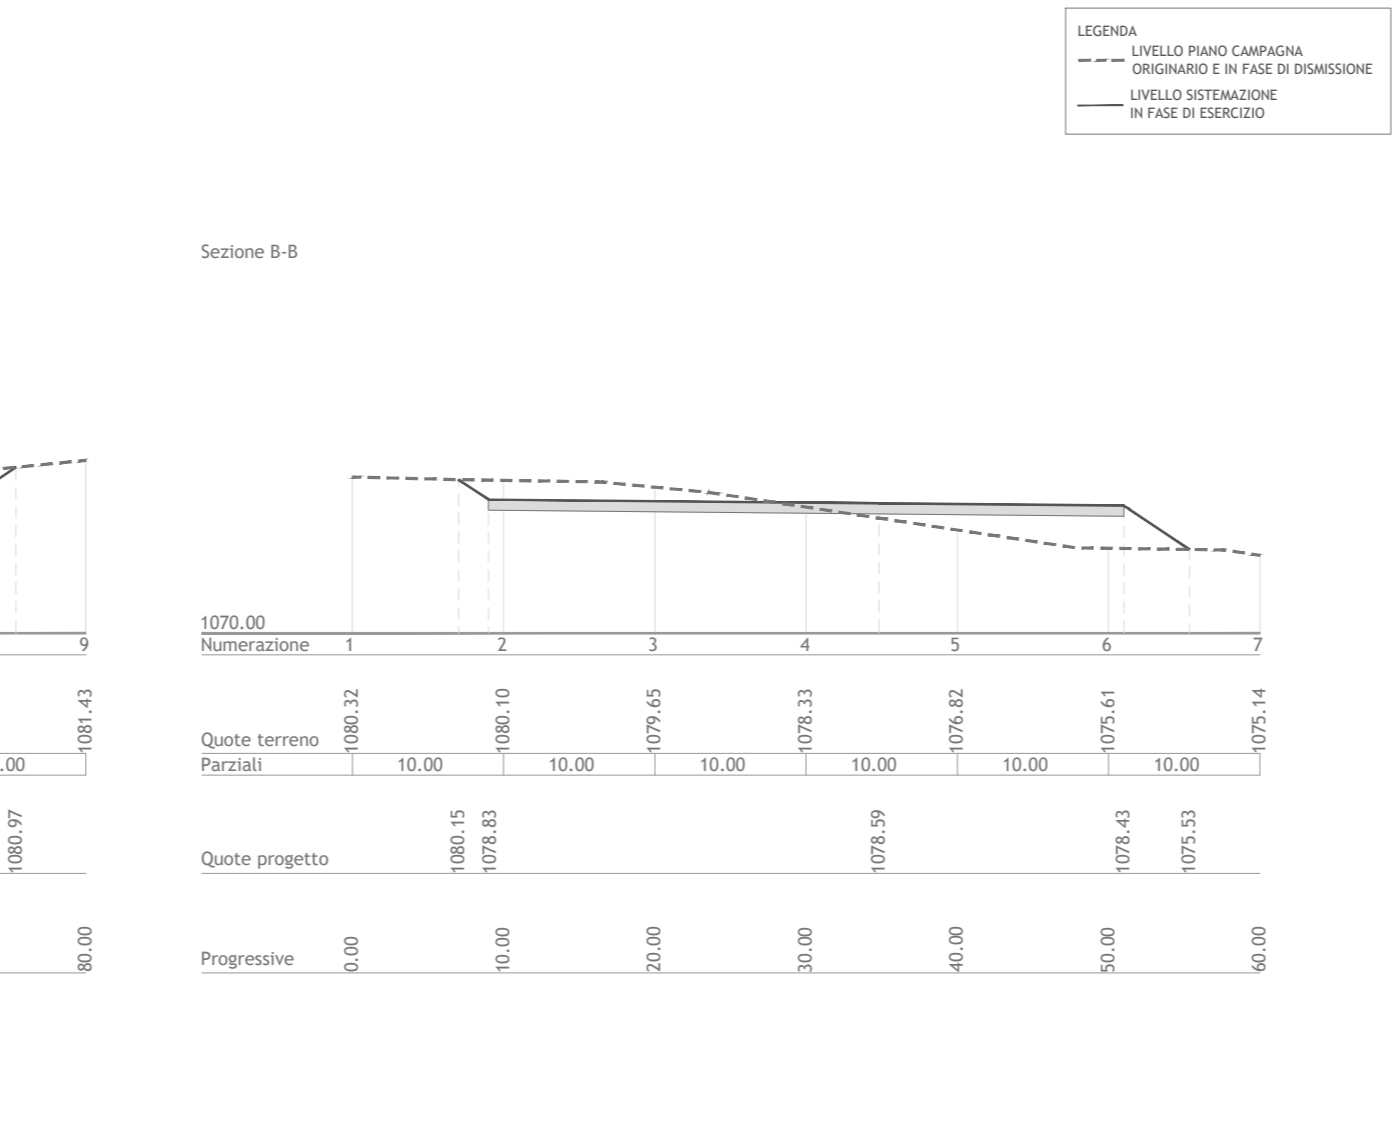 LEGENDA
LIVELLO PIANO CAMPAGNA
ORIGINARIO E IN FASE DI DISMISSIONE
LIVELLO SISTEMAZIONE
IN FASE DI ESERCIZIO
Sezione B-B
1070.00
9
Numerazione 1 2 3 4 5 6 7
1081.43
Quote terreno 1080.32 1080.10 1079.65 1078.33 1076.82 1075.61 1075.14
.00
Parziali 10.00 10.00 10.00 10.00 10.00 10.00
1080.97
Quote progetto 1080.15 1078.83 1078.59 1078.43 1075.53
80.00
Progressive 0.00 10.00 20.00 30.00 40.00 50.00 60.00